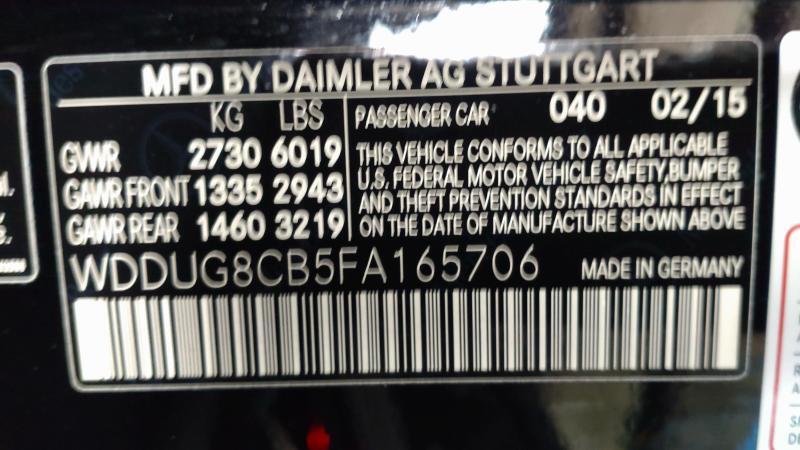 MFD BY DAIMLER AG STUTTGART
KG LBS
GVWR 2730 6019
GAWR FRONT 1335 2943
GAWR REAR 1460 3219
PASSENGER CAR 040 02/15
THIS VEHICLE CONFORMS TO ALL APPLICABLE
U.S. FEDERAL MOTOR VEHICLE SAFETY,BUMPER
AND THEFT PREVENTION STANDARDS IN EFFECT
ON THE DATE OF MANUFACTURE SHOWN ABOVE
WDDUG8CB5FA165706 MADE IN GERMANY